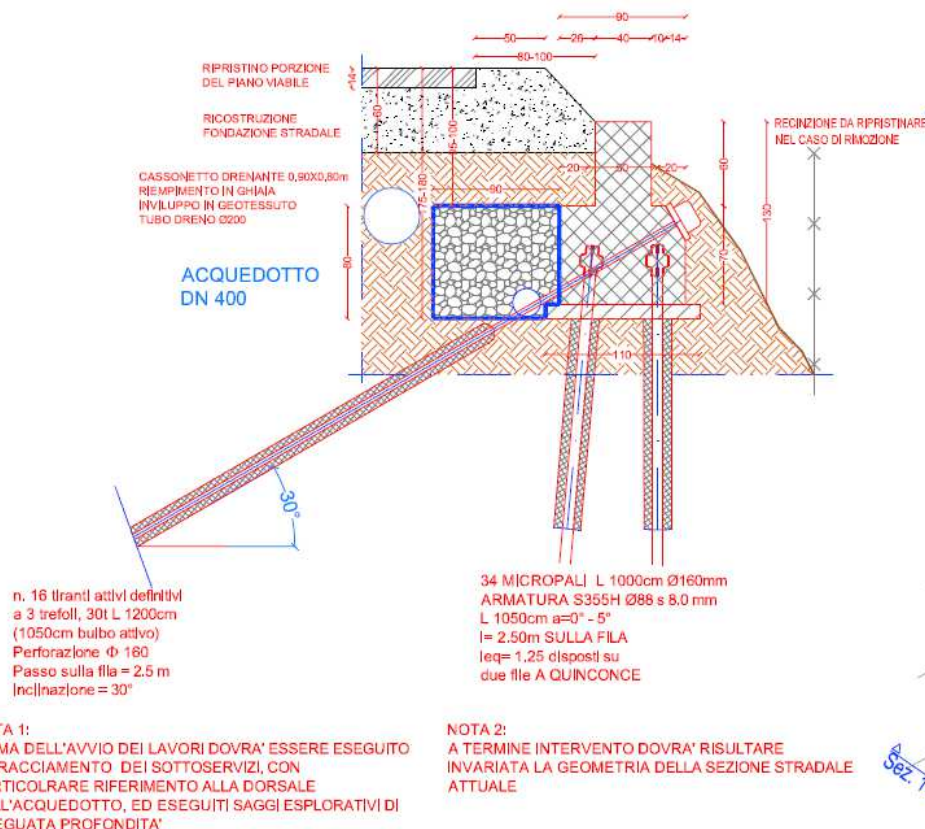 90
50
26
40
10
14
80-100
RIPRISTINO PORZIONE
DEL PIANO VIABILE
14
RICOSTRUZIONE
FONDAZIONE STRADALE
60
75-180
RECINZIONE DA RIPRISTINARE
NEL CASO DI RIMOZIONE
CASSONETTO DRENANTE 0,90X0,80m
RIEMPIMENTO IN GHIAIA
INVILUPPO IN GEOTESSUTO
TUBO DRENO Ø200
20
20
90
130
80
70
ACQUEDOTTO
DN 400
110
30°
n. 16 tiranti attivi definitivi
a 3 trefoli, 30t L 1200cm
(1050cm bulbo attivo)
Perforazione Φ 160
Passo sulla fila = 2.5 m
Inclinazione = 30°
34 MICROPALI L 1000cm Ø160mm
ARMATURA S355H Ø88 s 8.0 mm
L 1050cm a=0° - 5°
I= 2.50m SULLA FILA
Ieq= 1,25 disposti su
due file A QUINCONCE
TA 1:
MA DELL'AVVIO DEI LAVORI DOVRA' ESSERE ESEGUITO
RACCIAMENTO DEI SOTTOSERVIZI, CON
RTICOLRARE RIFERIMENTO ALLA DORSALE
L'ACQUEDOTTO, ED ESEGUITI SAGGI ESPLORATIVI DI
EGUATA PROFONDITA'
NOTA 2:
A TERMINE INTERVENTO DOVRA' RISULTARE
INVARIATA LA GEOMETRIA DELLA SEZIONE STRADALE
ATTUALE
Sez. 1